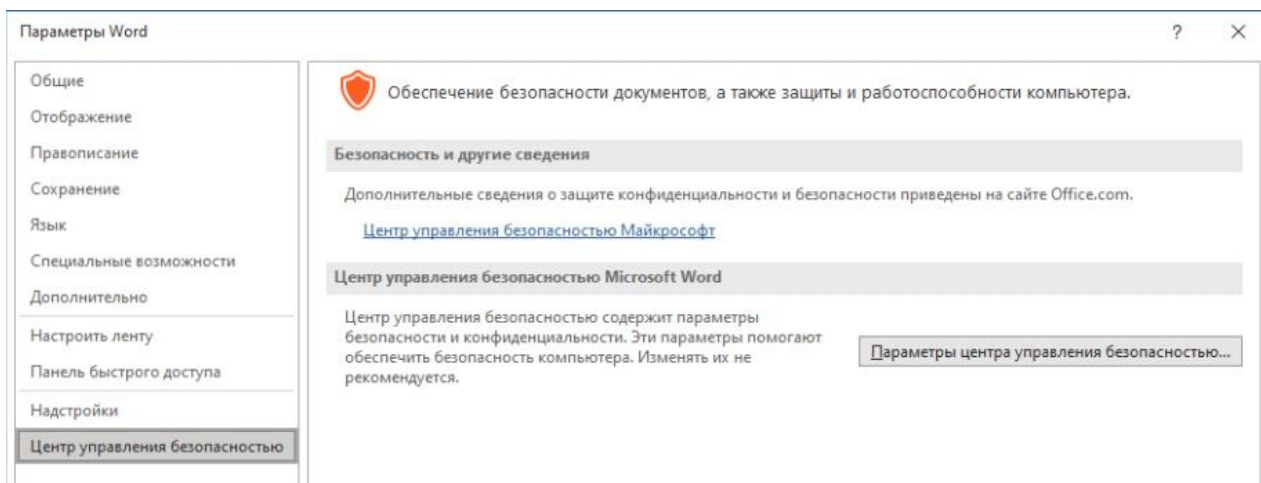 Параметры Word
?
Общие
Отображение
Правописание
Сохранение
Язык
Специальные возможности
Дополнительно
Настроить ленту
Панель быстрого доступа
Надстройки
Центр управления безопасностью
Обеспечение безопасности документов, а также защиты и работоспособности компьютера.
Безопасность и другие сведения
Дополнительные сведения о защите конфиденциальности и безопасности приведены на сайте Office.com.
Центр управления безопасностью Майкрософт
Центр управления безопасностью Microsoft Word
Центр управления безопасностью содержит параметры
безопасности и конфиденциальности. Эти параметры помогают
обеспечить безопасность компьютера. Изменять их не
рекомендуется.
Параметры центра управления безопасностью...